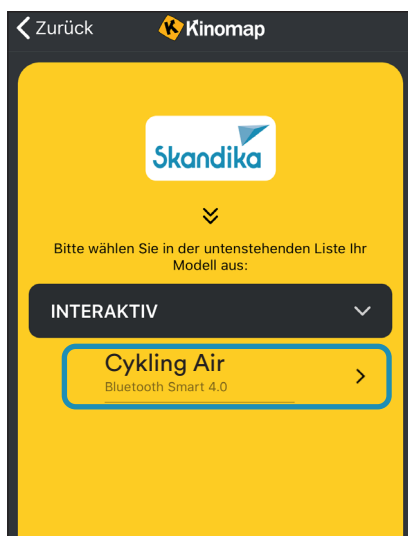 Zurück
Kinomap
Skandika
Bitte wählen Sie in der untenstehenden Liste Ihr
Modell aus:
INTERAKTIV
Cykling Air
Bluetooth Smart 4.0